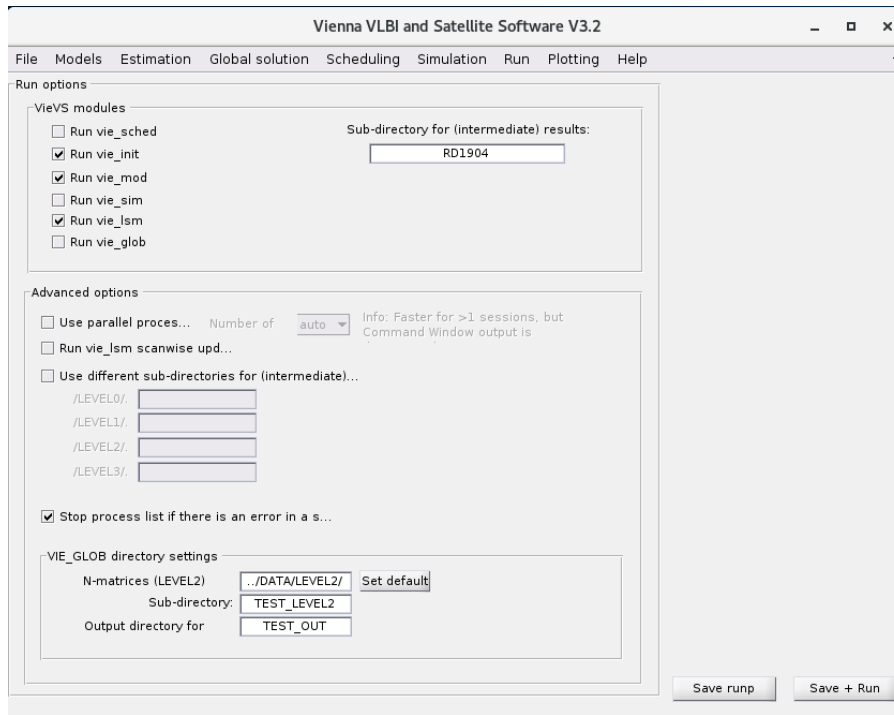 Vienna VLBI and Satellite Software V3.2
File Models Estimation Global solution Scheduling Simulation Run Plotting Help
Run options
VieVS modules
Run vie_sched
Sub-directory for (intermediate) results:
Run vie_init
RD1904
Run vie_mod
Run vie_sim
Run vie_lsm
Run vie_glob
Advanced options
Use parallel proces... Number of auto Info: Faster for >1 sessions, but
Command Window output is
Run vie_lsm scanwise upd...
Use different sub-directories for (intermediate)...
/LEVEL0/.
/LEVEL1/.
/LEVEL2/.
/LEVEL3/.
Stop process list if there is an error in a s...
VIE_GLOB directory settings
N-matrices (LEVEL2) ../DATA/LEVEL2/ Set default
Sub-directory: TEST_LEVEL2
Output directory for TEST_OUT
Save runp Save + Run